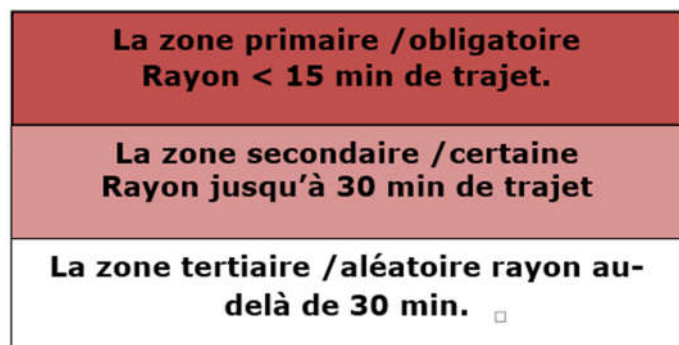 La zone primaire /obligatoire
Rayon < 15 min de trajet.
La zone secondaire /certaine
Rayon jusqu’à 30 min de trajet
La zone tertiaire /aléatoire rayon au-
delà de 30 min.